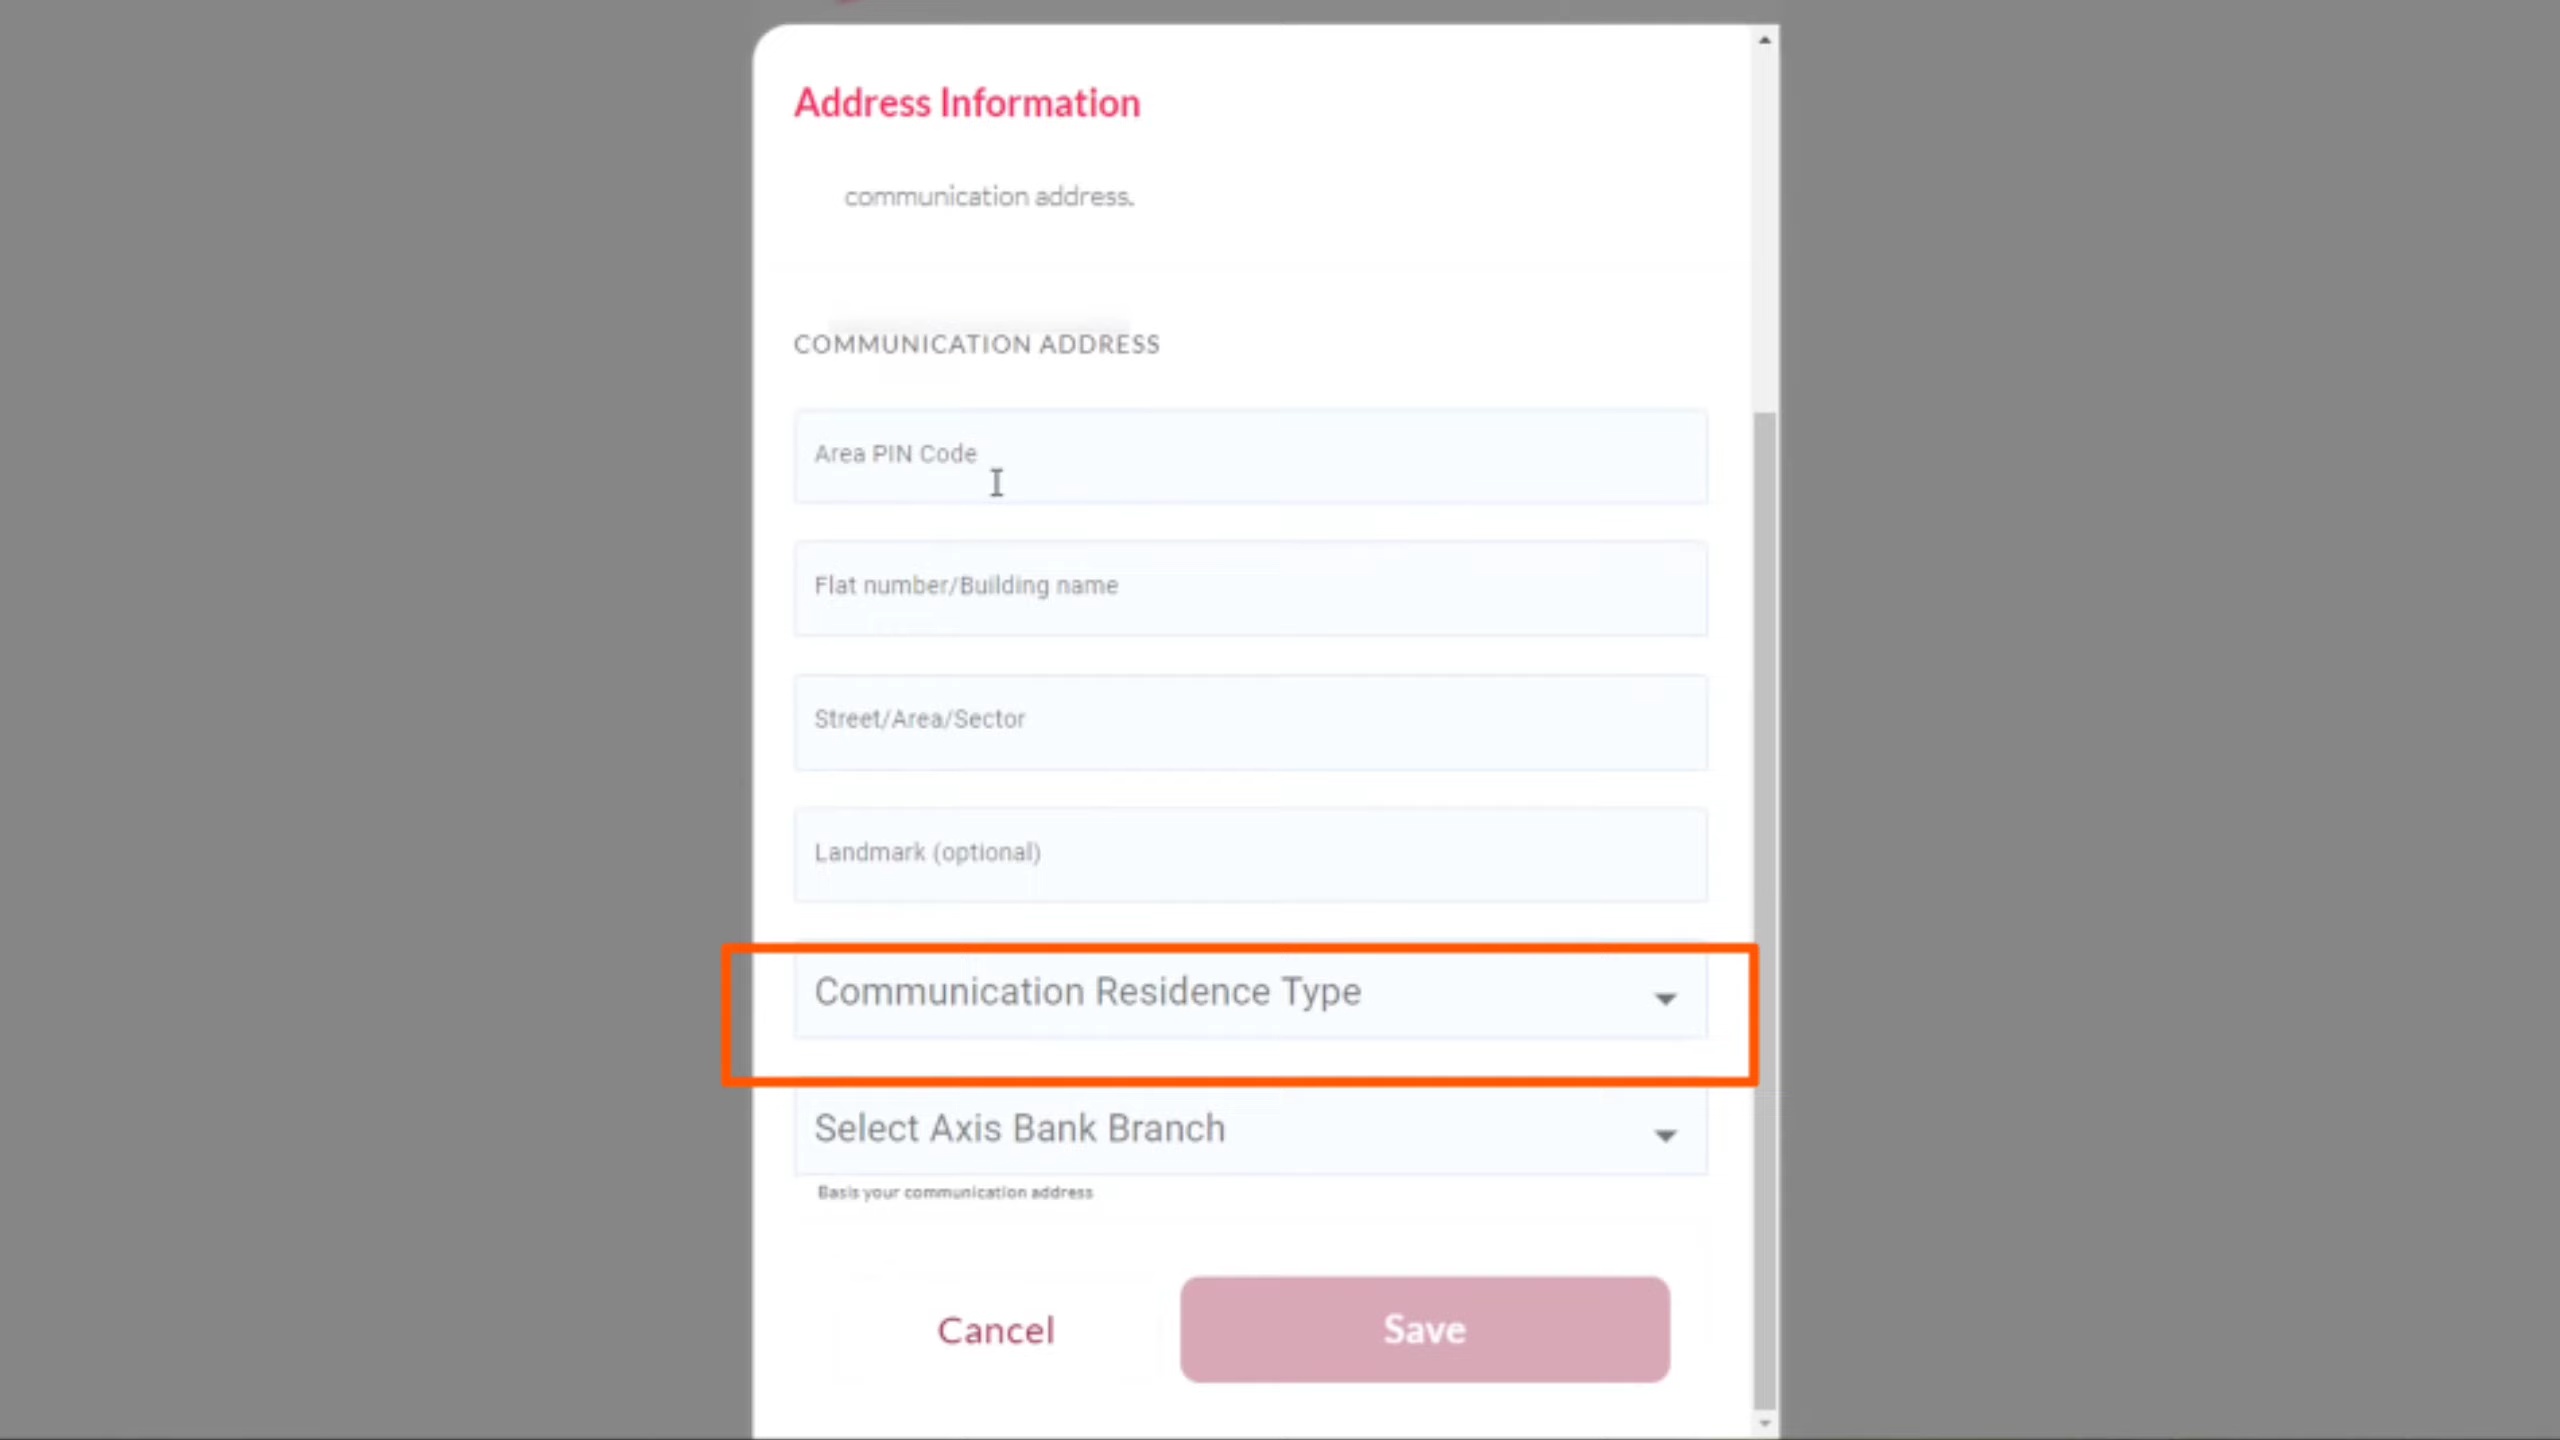 Address Information
communication address.
COMMUNICATION ADDRESS
Area PIN Code
Flat number/Building name
Street/Area/Sector
Landmark (optional)
Communication Residence Type
Select Axis Bank Branch
Basis your communication address
Cancel
Save